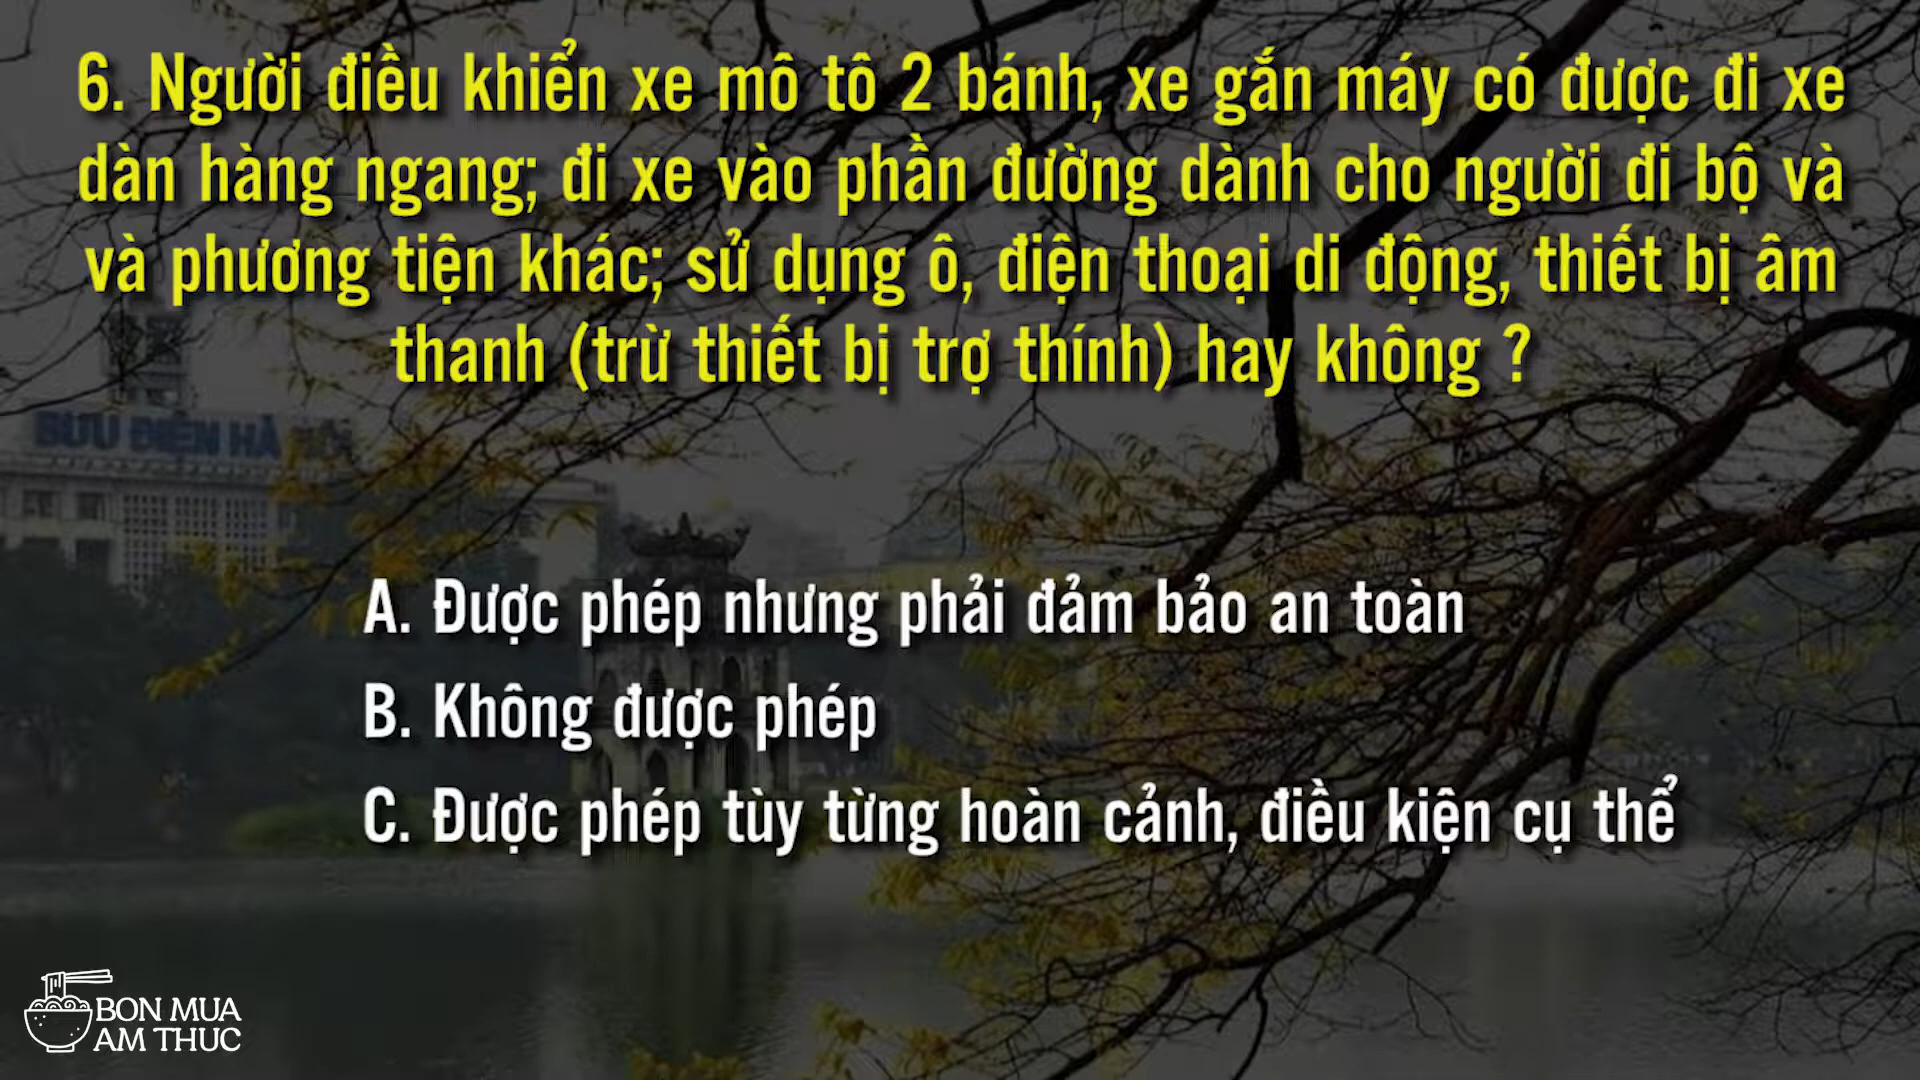 6. Người điều khiển xe mô tô 2 bánh, xe gắn máy có được đi xe
dàn hàng ngang; đi xe vào phần đường dành cho người đi bộ và
và phương tiện khác; sử dụng ô, điện thoại di động, thiết bị âm
thanh (trừ thiết bị trợ thính) hay không ?
BƯU ĐIỆN HÀ NỘI
A. Được phép nhưng phải đảm bảo an toàn
B. Không được phép
C. Được phép tùy từng hoàn cảnh, điều kiện cụ thể
BON MUA
AM THUC